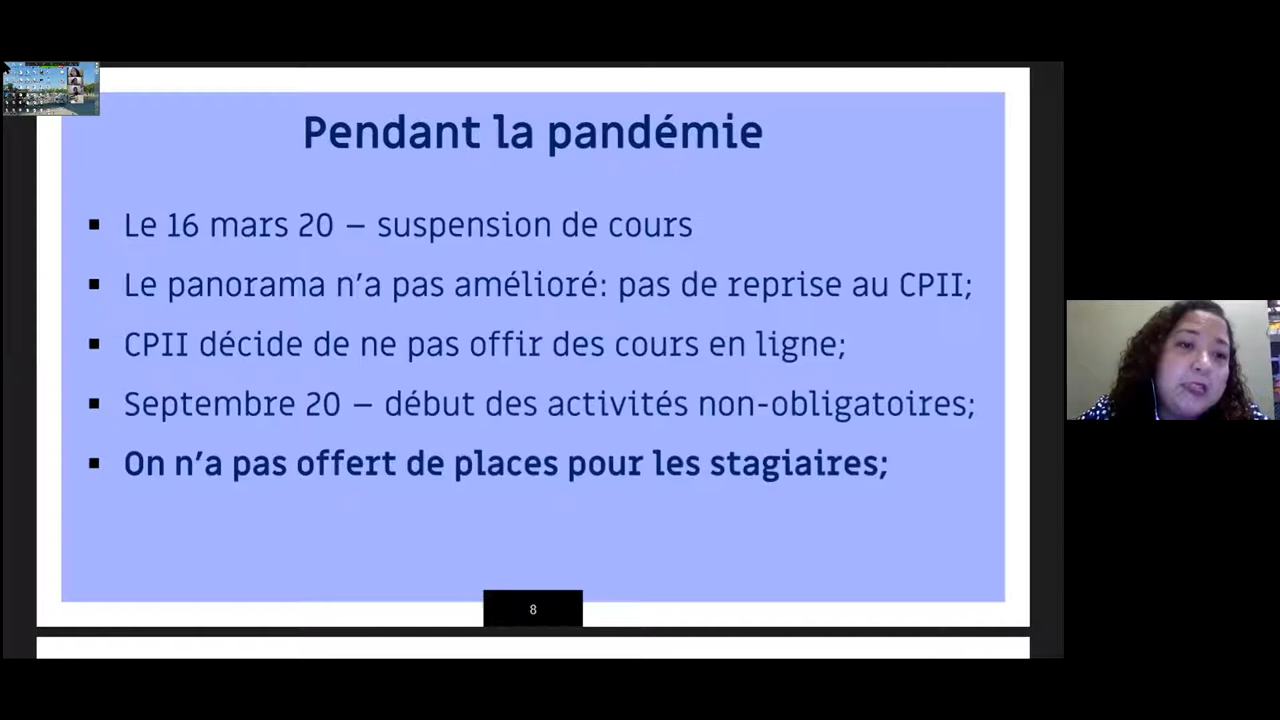 Pendant la pandémie
▪ Le 16 mars 20 – suspension de cours
▪ Le panorama n'a pas amélioré: pas de reprise au CPII;
▪ CPII décide de ne pas offir des cours en ligne;
▪ Septembre 20 – début des activités non-obligatoires;
▪ On n'a pas offert de places pour les stagiaires;
8